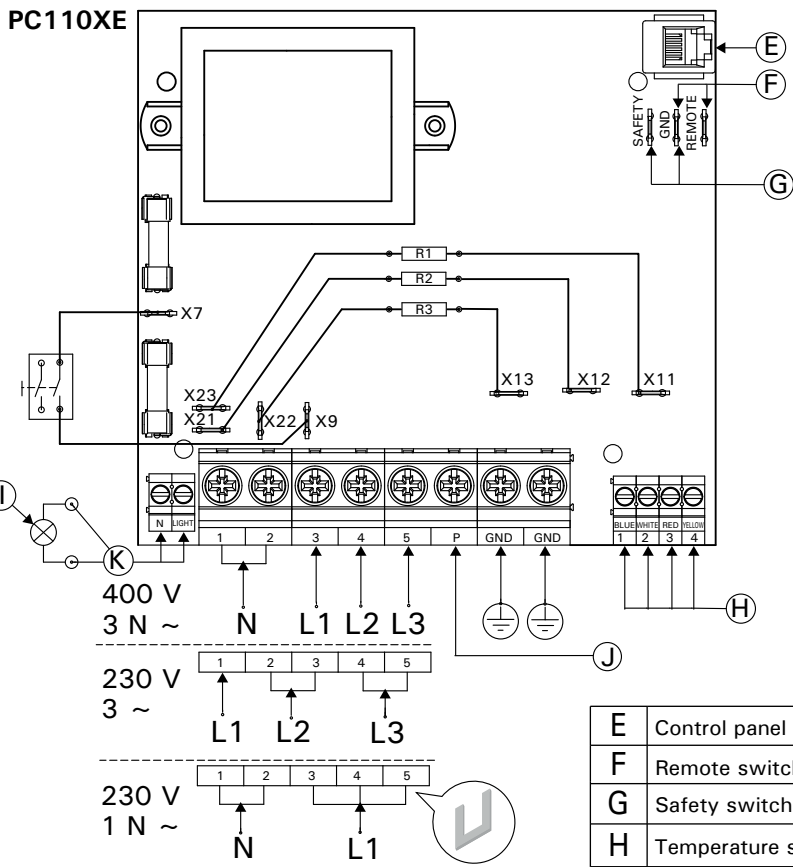 PC110XE
E
F
SAFETY
GND
REMOTE
G
R1
R2
R3
X7
X13
X12
X11
X23
X21
X22
X9
N LIGHT
1 2 3 4 5 P GND GND
BLUE WHITE RED YELLOW
1 2 3 4
K
H
J
400 V
3 N ~
N L1 L2 L3
230 V
3 ~
1 2 3 4 5
L1 L2 L3
230 V
1 N ~
1 2 3 4 5
N L1
E Control panel
F Remote switch
G Safety switch
H Temperature